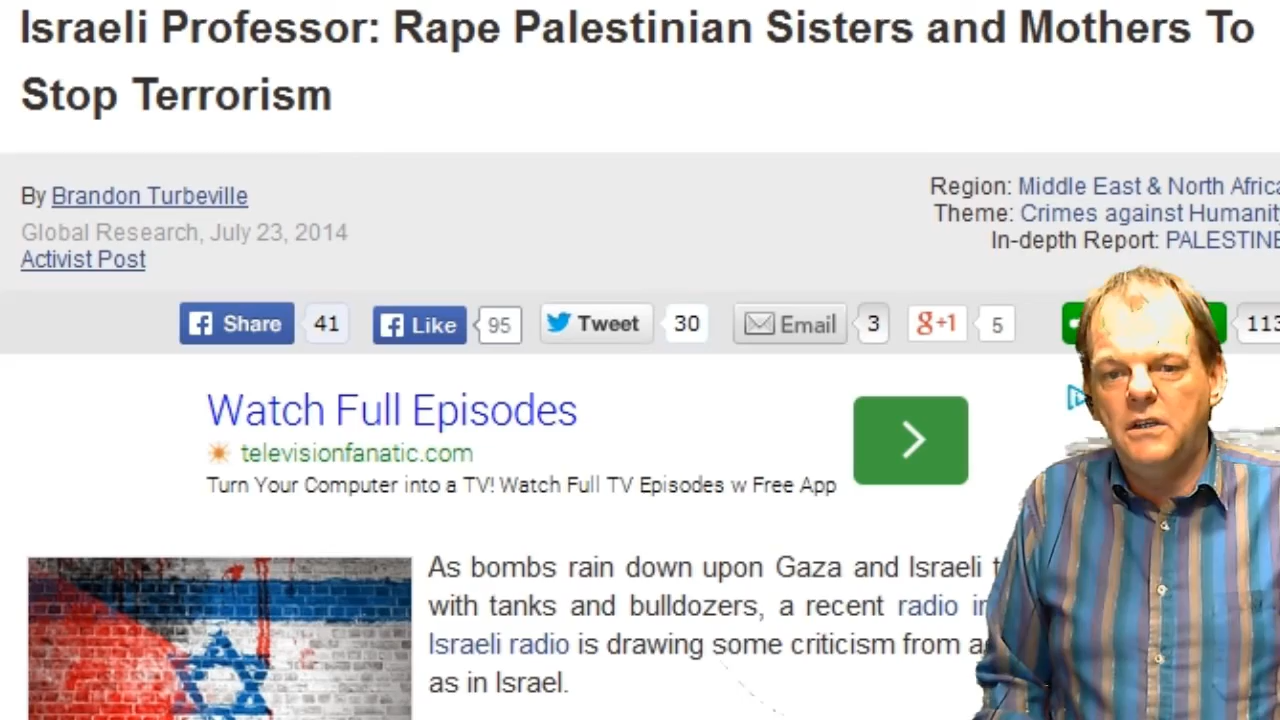 Israeli Professor: Rape Palestinian Sisters and Mothers To
Stop Terrorism
By Brandon Turbeville
Global Research, July 23, 2014
Activist Post
Region: Middle East & North Africa
Theme: Crimes against Humanity
In-depth Report: PALESTINE
Share 41 Like 95 Tweet 30 Email 3 g+1 5 113
Watch Full Episodes
televisionfanatic.com
Turn Your Computer into a TV! Watch Full TV Episodes w Free App
As bombs rain down upon Gaza and Israeli
with tanks and bulldozers, a recent radio
Israeli radio is drawing some criticism from
as in Israel.